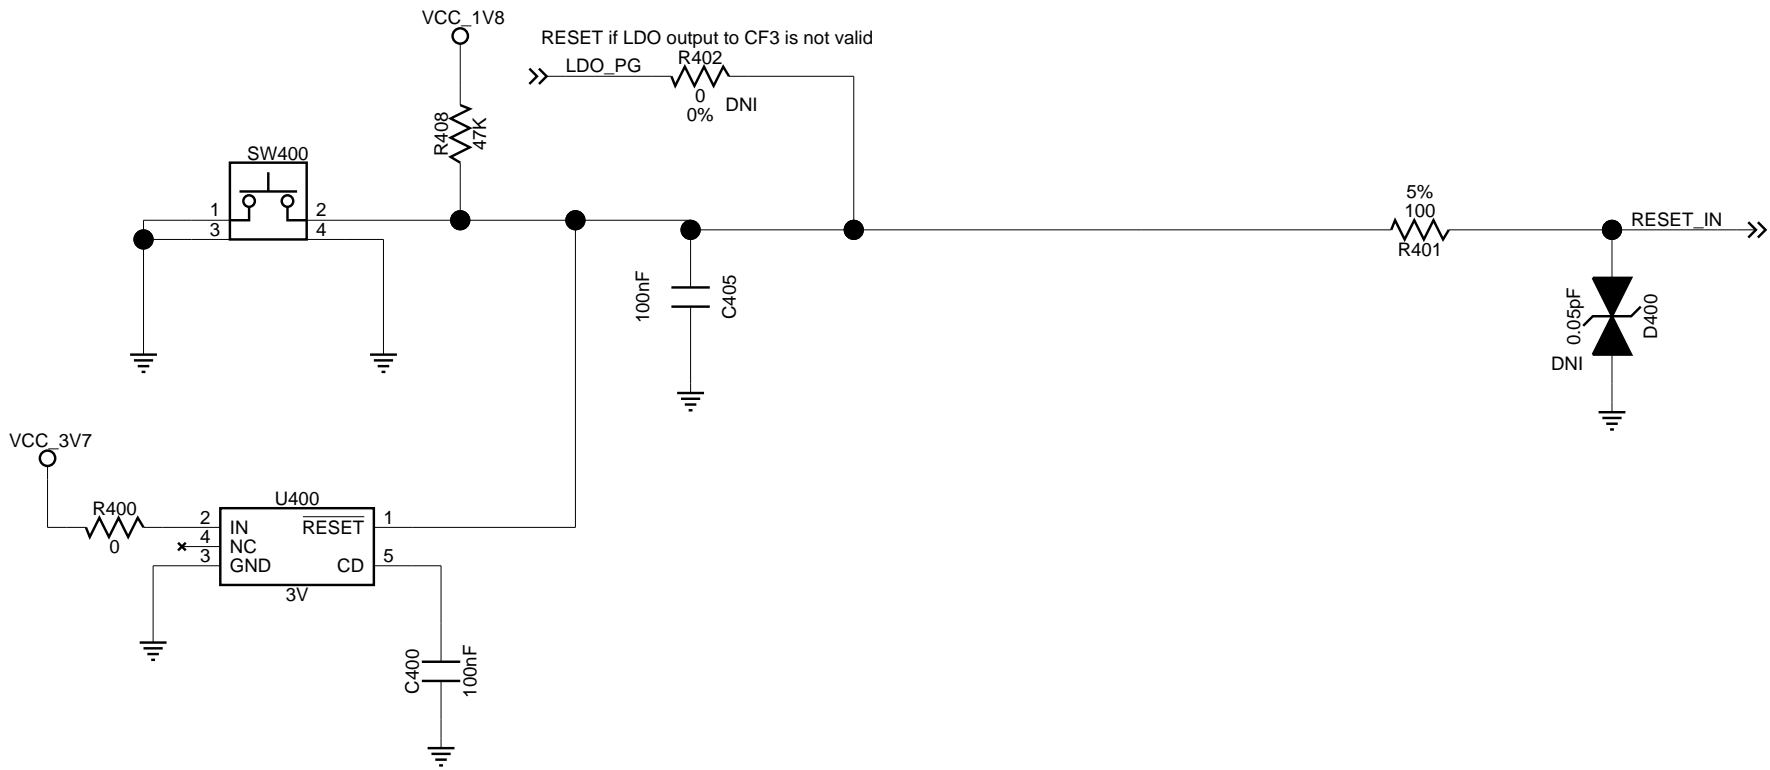 VCC_1V8
RESET if LDO output to CF3 is not valid
LDO_PG
R402
0
0%
DNI
R408
47K
SW400
1
2
3
4
5%
100
R401
RESET_IN
100nF
C405
0.05pF
D400
DNI
VCC_3V7
R400
0
U400
2
IN
RESET
1
4
NC
3
GND
CD
5
3V
C400
100nF